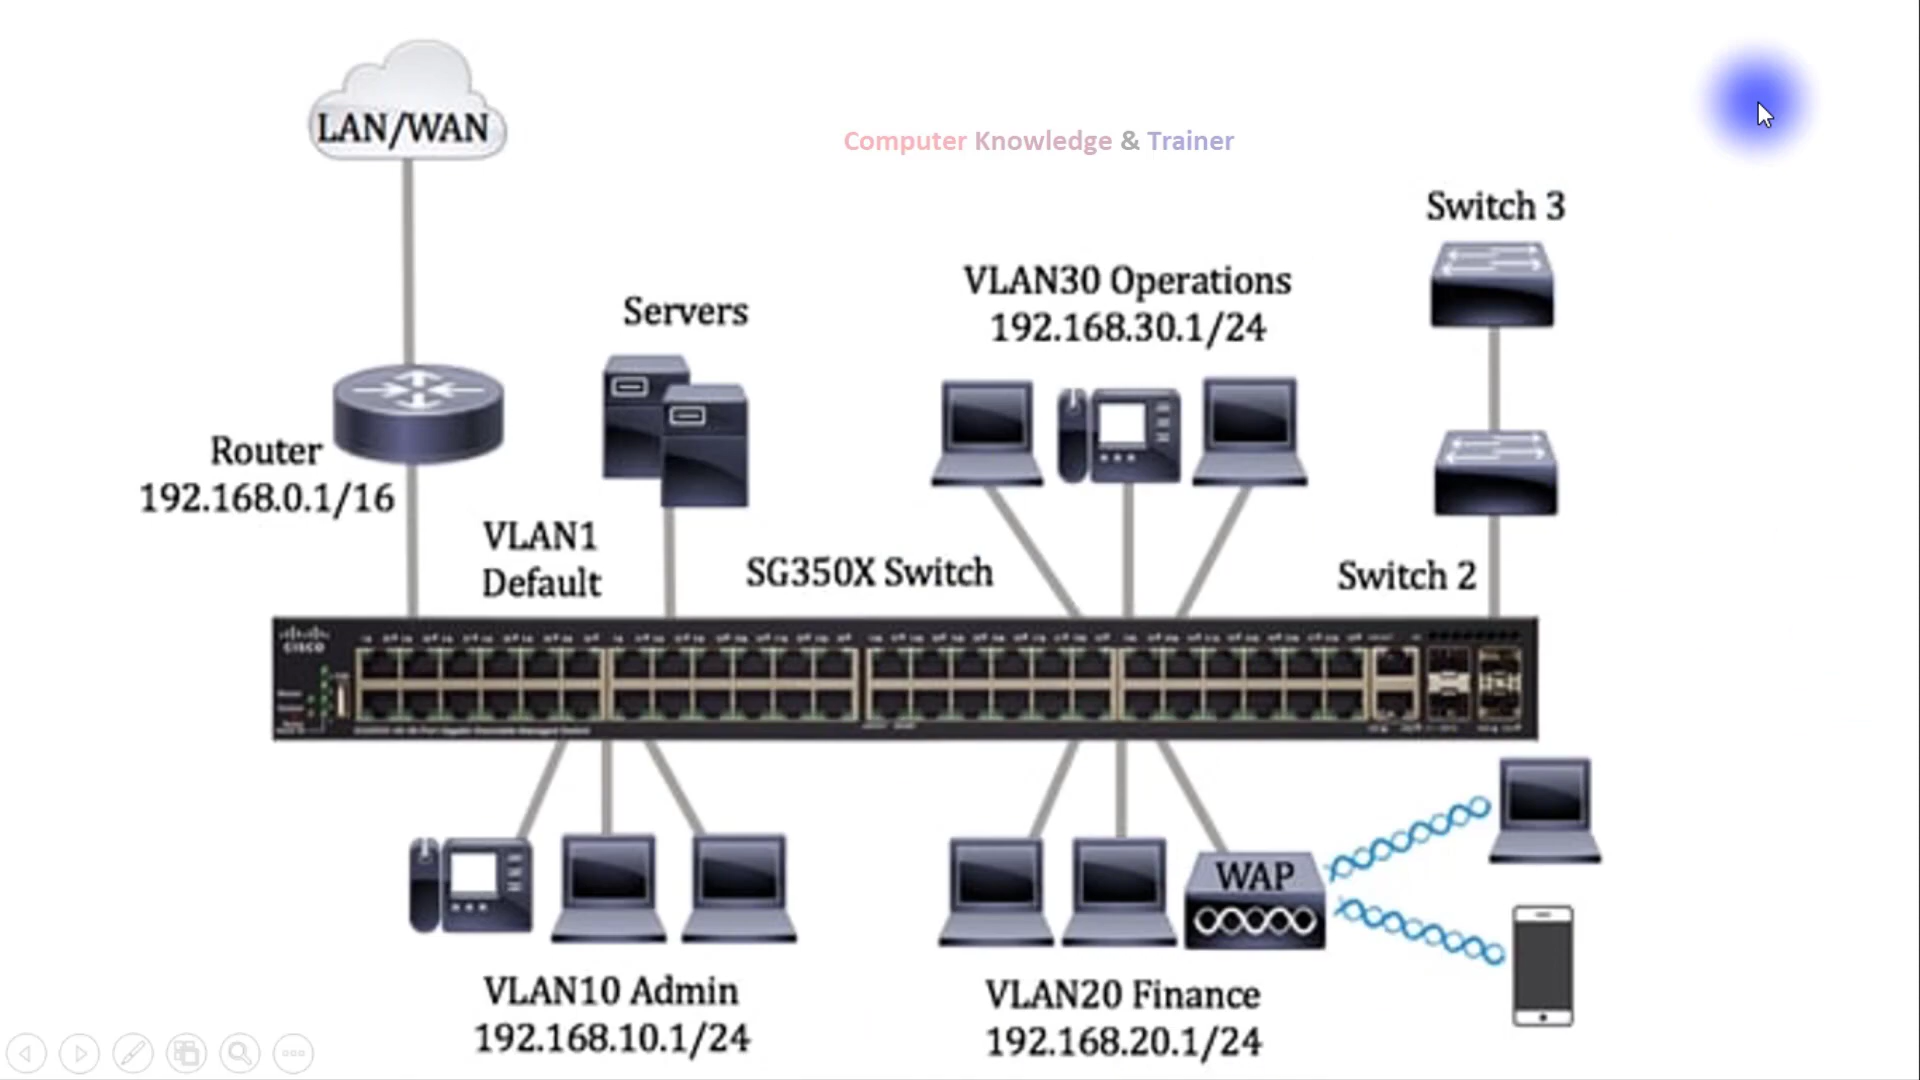 LAN/WAN
Computer Knowledge & Trainer
Switch 3
VLAN30 Operations
192.168.30.1/24
Servers
Router
192.168.0.1/16
VLAN1
Default
SG350X Switch
Switch 2
CISCO
WAP
VLAN10 Admin
192.168.10.1/24
VLAN20 Finance
192.168.20.1/24